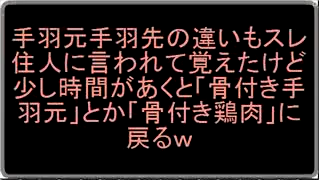 手羽元手羽先の違いもスレ
住人に言われて覚えたけど
少し時間があくと「骨付き手
羽元」とか「骨付き鶏肉」に
戻るｗ